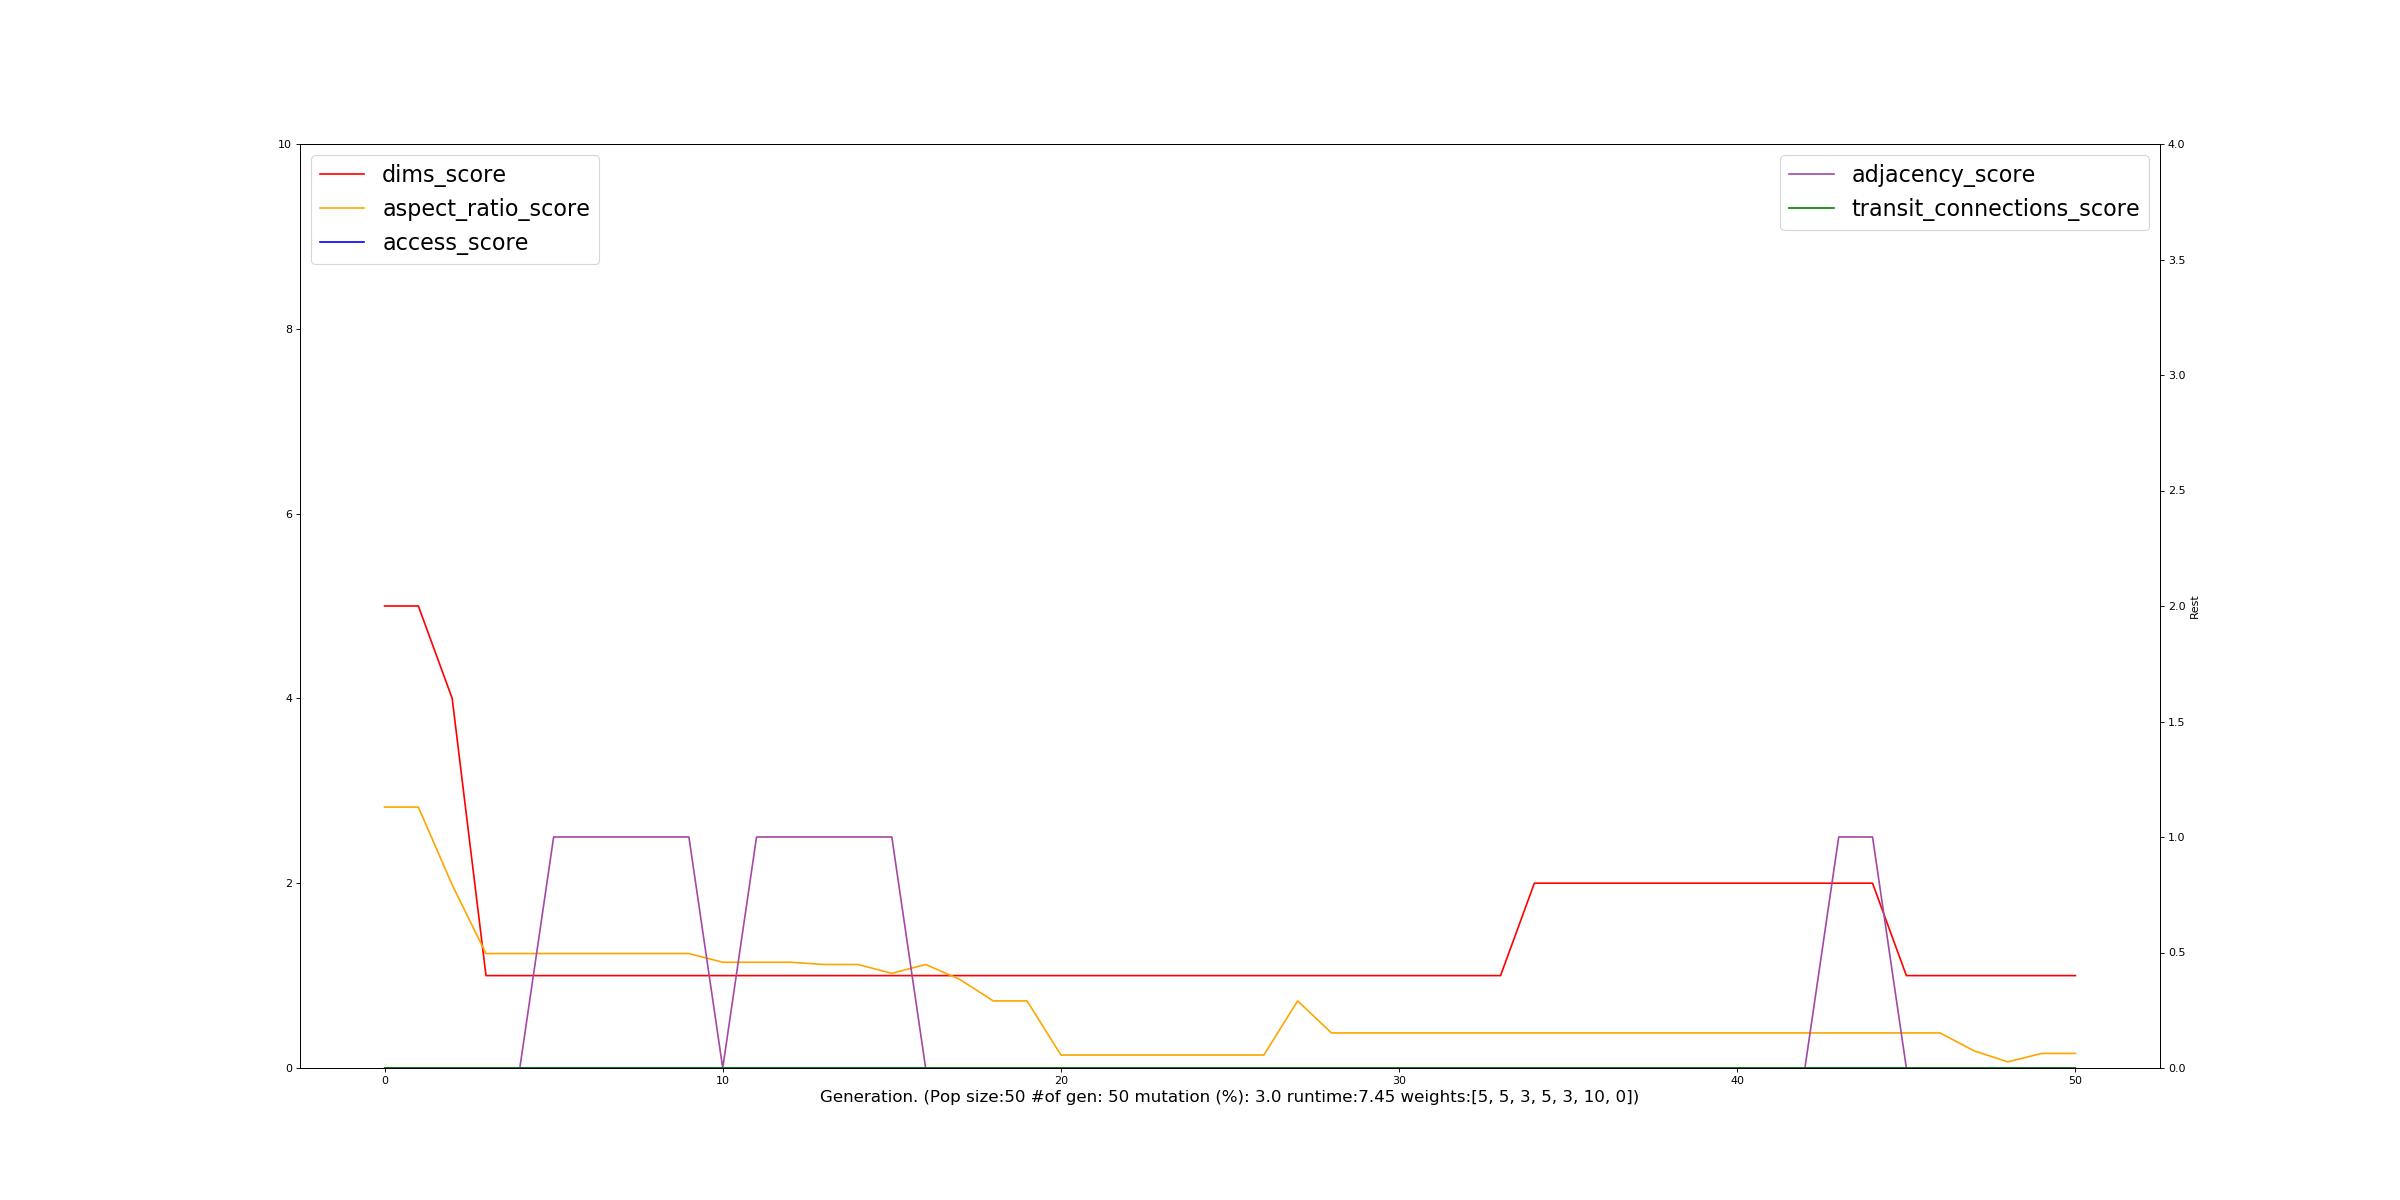 10
8
6
4
2
0
dims_score
aspect_ratio_score
access_score
adjacency_score
transit_connections_score
4.0
3.5
3.0
2.5
2.0
1.5
1.0
0.5
0.0
Rest
0 10 20 30 40 50
Generation. (Pop size:50 #of gen: 50 mutation (%): 3.0 runtime:7.45 weights:[5, 5, 3, 5, 3, 10, 0])